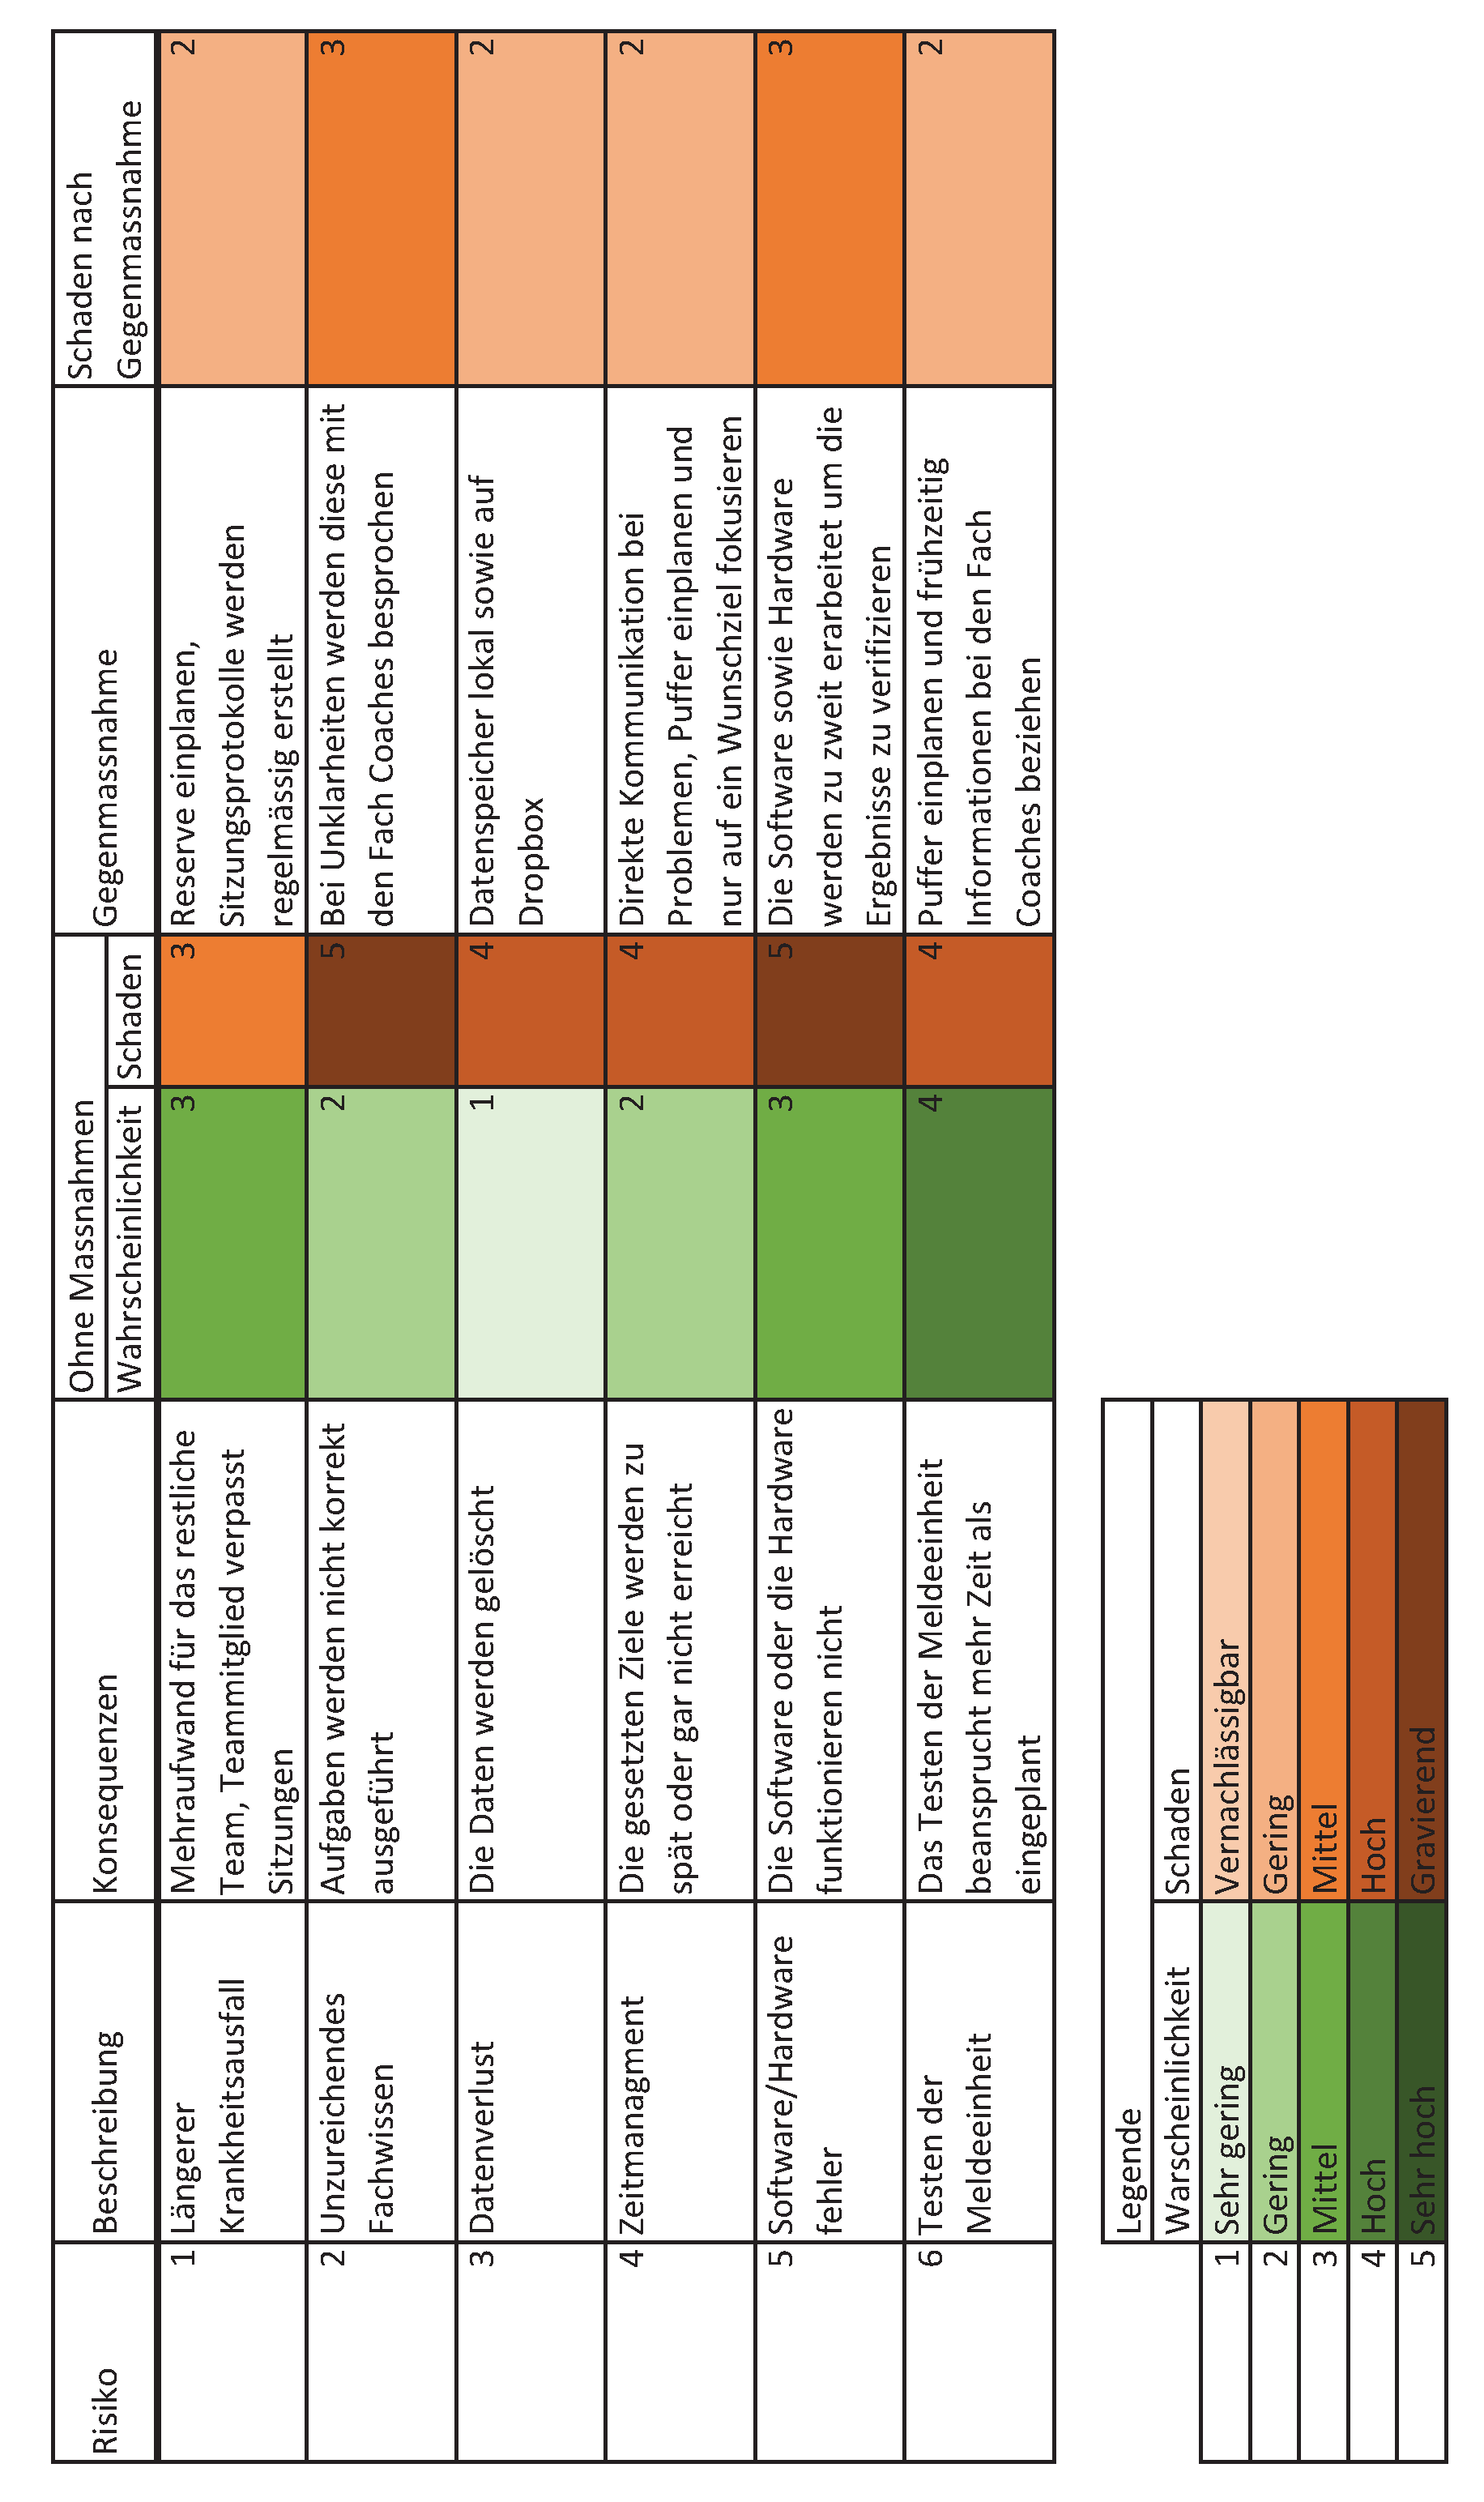 Risiko
Beschreibung
Konsequenzen
Ohne Massnahmen
Wahrscheinlichkeit
Schaden
Gegenmassnahme
Schaden nach
Gegenmassnahme
1
Längerer
Krankheitsausfall
Mehraufwand für das restliche
Team, Teammitglied verpasst
Sitzungen
3
3
Reserve einplanen,
Sitzungsprotokolle werden
regelmässig erstellt
2
2
Unzureichendes
Fachwissen
Aufgaben werden nicht korrekt
ausgeführt
2
5
Bei Unklarheiten werden diese mit
den Fach Coaches besprochen
3
3
Datenverlust
Die Daten werden gelöscht
1
4
Datenspeicher lokal sowie auf
Dropbox
2
4
Zeitmanagment
Die gesetzten Ziele werden zu
spät oder gar nicht erreicht
2
4
Direkte Kommunikation bei
Problemen, Puffer einplanen und
nur auf ein Wunschziel fokusieren
2
5
Software/Hardware
fehler
Die Software oder die Hardware
funktionieren nicht
3
5
Die Software sowie Hardware
werden zu zweit erarbeitet um die
Ergebnisse zu verifizieren
3
6
Testen der
Meldeeinheit
Das Testen der Meldeeinheit
beansprucht mehr Zeit als
eingeplant
4
4
Puffer einplanen und frühzeitig
Informationen bei den Fach
Coaches beziehen
2
Legende
Warscheinlichkeit
Schaden
1
Sehr gering
Vernachlässigbar
2
Gering
Gering
3
Mittel
Mittel
4
Hoch
Hoch
5
Sehr hoch
Gravierend